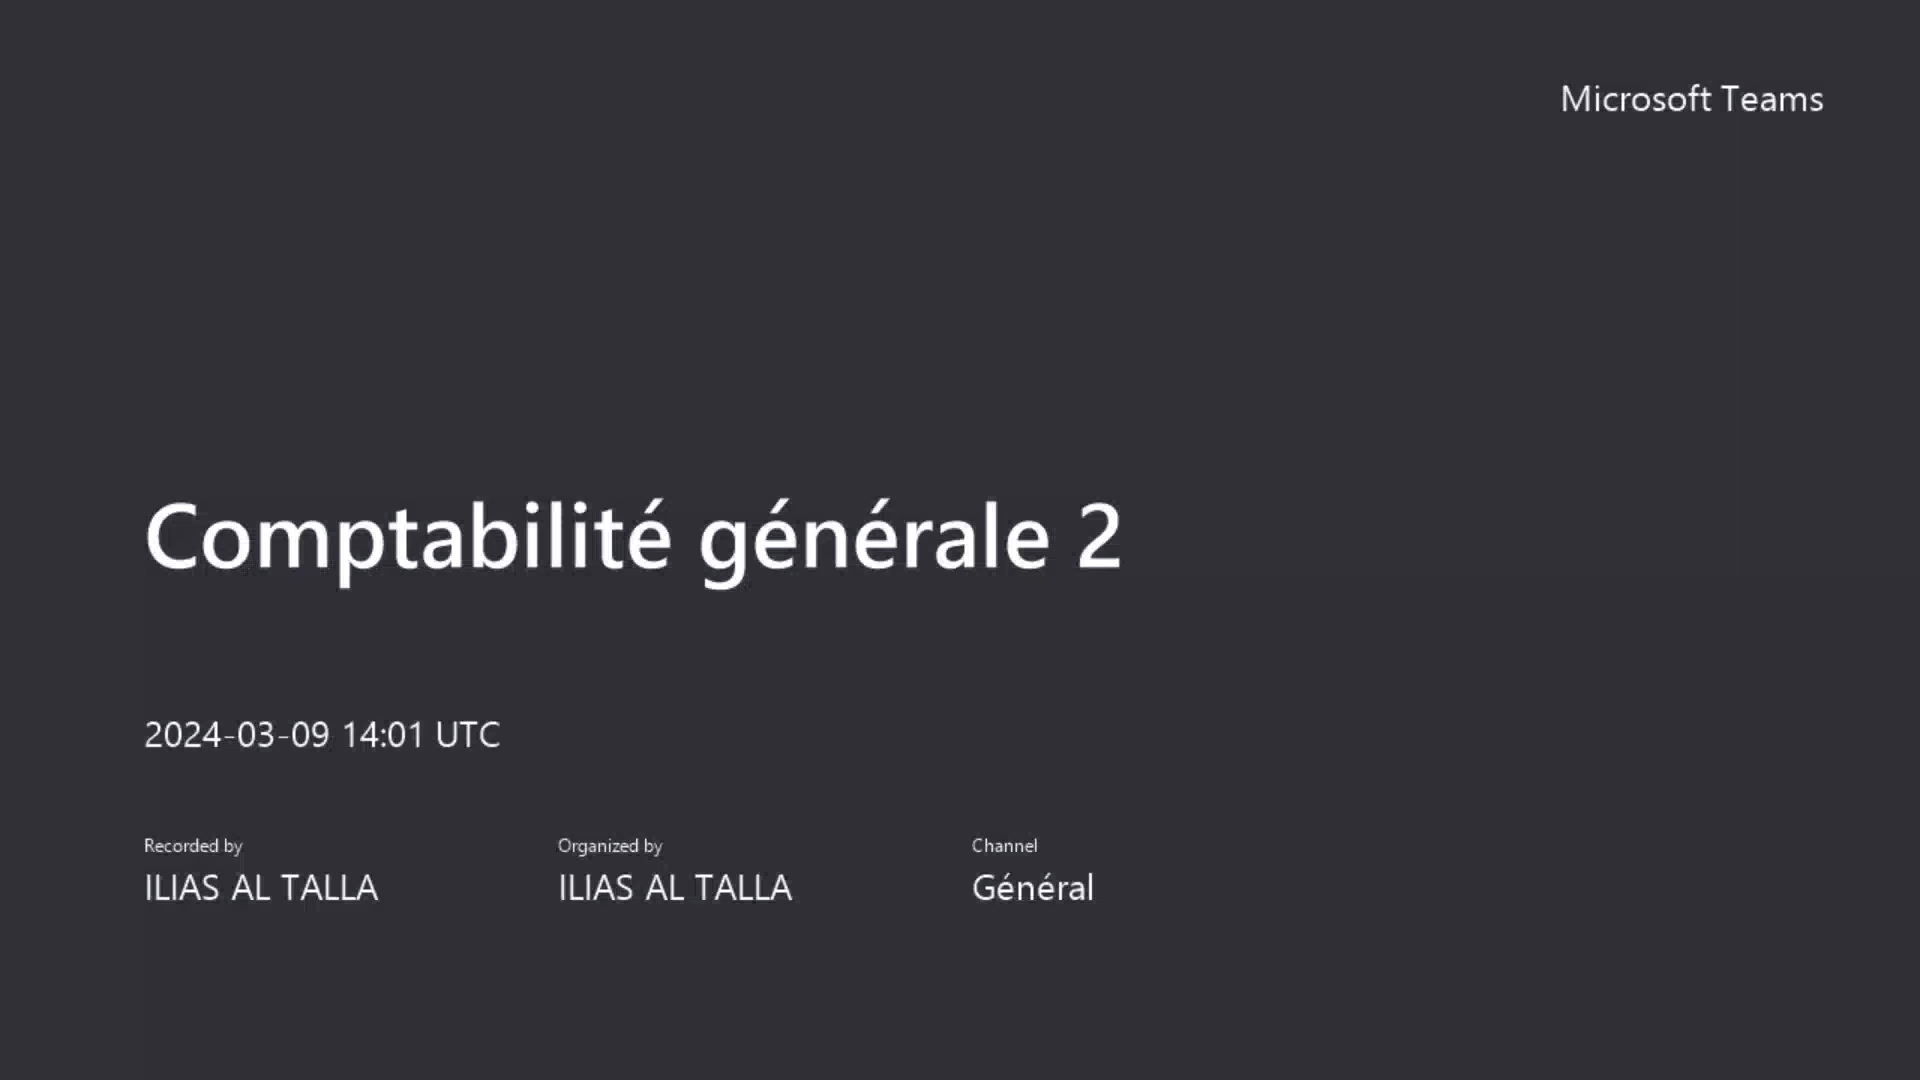 Microsoft Teams
Comptabilité générale 2
2024-03-09 14:01 UTC
Recorded by
ILIAS AL TALLA
Organized by
ILIAS AL TALLA
Channel
Général